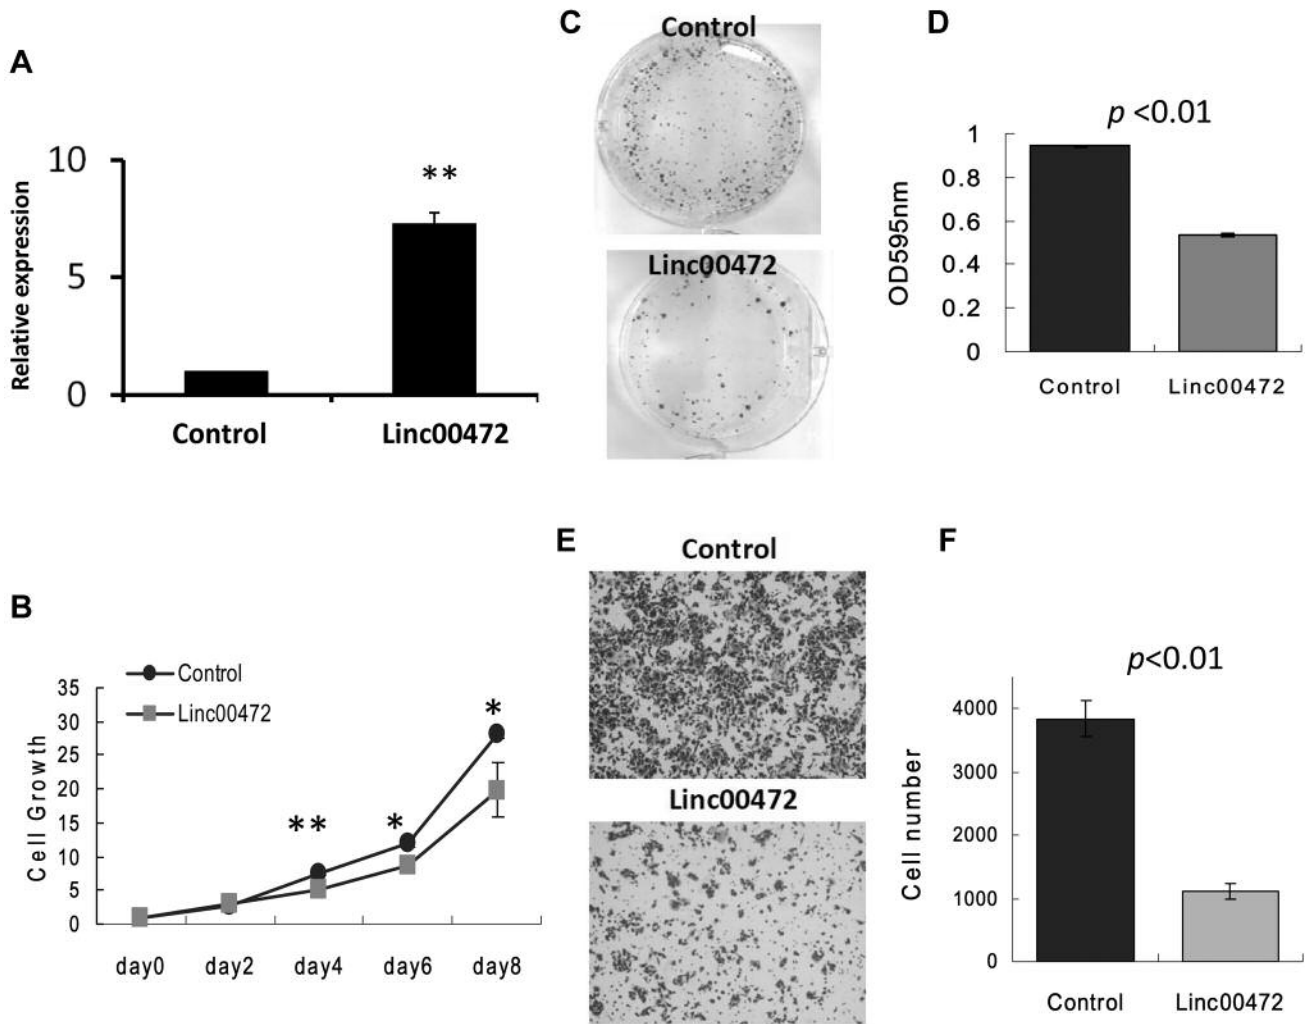 A
Relative expression
10
5
0
**
Control
Linc00472
B
Control
Linc00472
Cell Growth
35
30
25
20
15
10
5
0
**
*
*
day0 day2 day4 day6 day8
C
Control
Linc00472
D
p <0.01
OD595nm
1
0.8
0.6
0.4
0.2
0
Control Linc00472
E
Control
Linc00472
F
p<0.01
Cell number
4000
3000
2000
1000
0
Control Linc00472